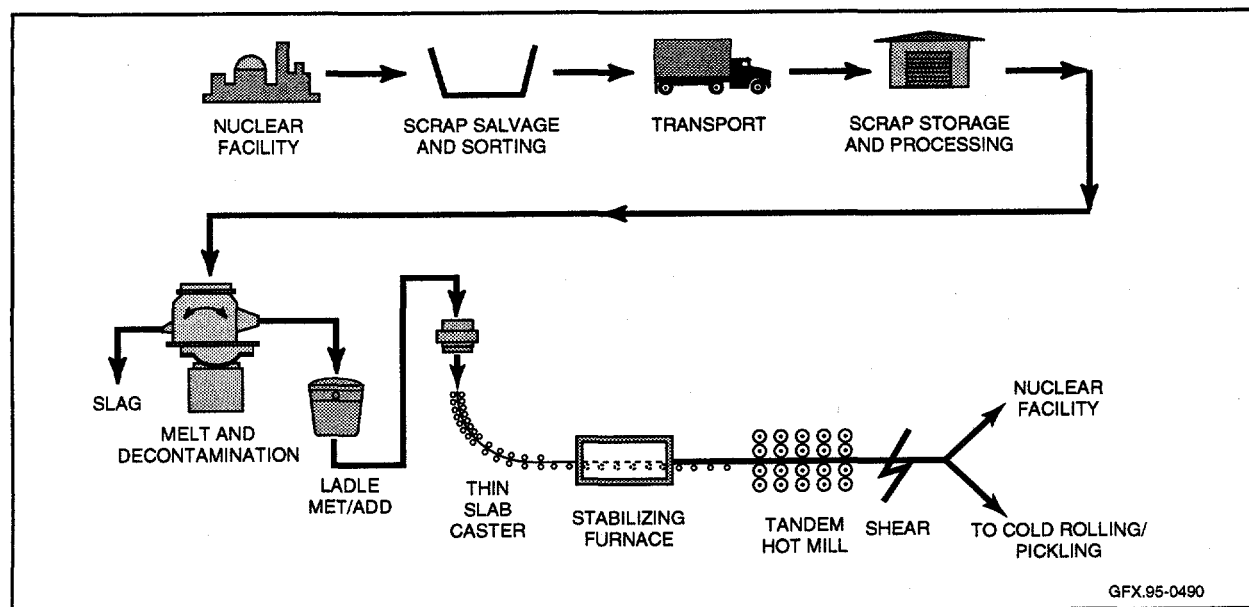 NUCLEAR
FACILITY
SCRAP SALVAGE
AND SORTING
TRANSPORT
SCRAP STORAGE
AND PROCESSING
SLAG
MELT AND
DECONTAMINATION
LADLE
MET/ADD
THIN
SLAB
CASTER
STABILIZING
FURNACE
TANDEM
HOT MILL
SHEAR
NUCLEAR
FACILITY
TO COLD ROLLING/
PICKLING
GFX.95-0490